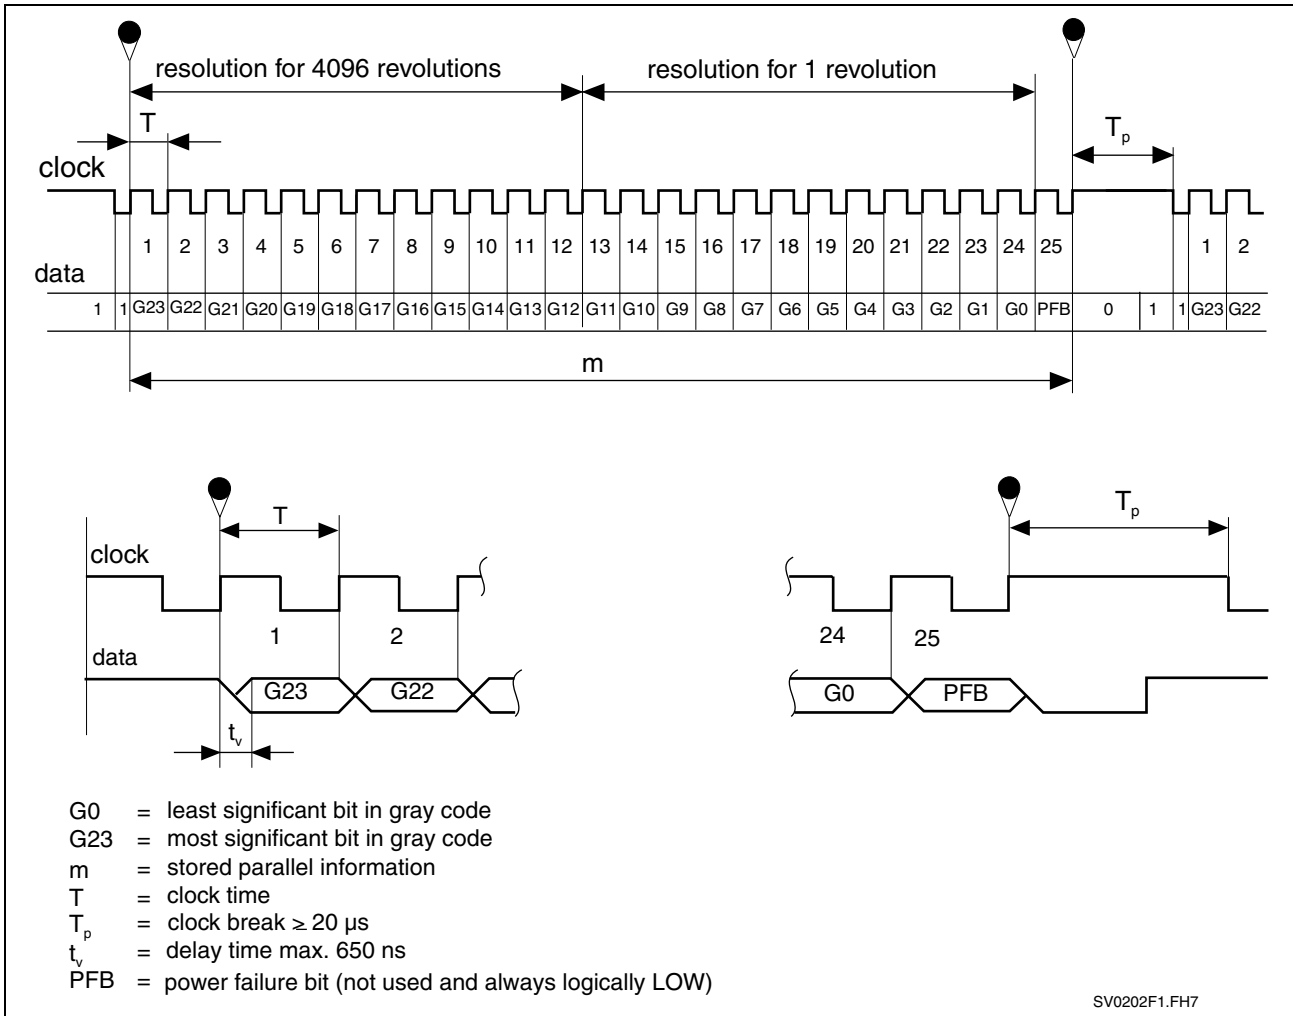 resolution for 4096 revolutions resolution for 1 revolution
T Tp
clock
1 2 3 4 5 6 7 8 9 10 11 12 13 14 15 16 17 18 19 20 21 22 23 24 25 1 2
data
1 1 G23 G22 G21 G20 G19 G18 G17 G16 G15 G14 G13 G12 G11 G10 G9 G8 G7 G6 G5 G4 G3 G2 G1 G0 PFB 0 1 1 G23 G22
m
T Tp
clock
1 2 24 25
data
G23 G22 G0 PFB
tv
G0 = least significant bit in gray code
G23 = most significant bit in gray code
m = stored parallel information
T = clock time
Tp = clock break ≥ 20 µs
tv = delay time max. 650 ns
PFB = power failure bit (not used and always logically LOW)
SV0202F1.FH7